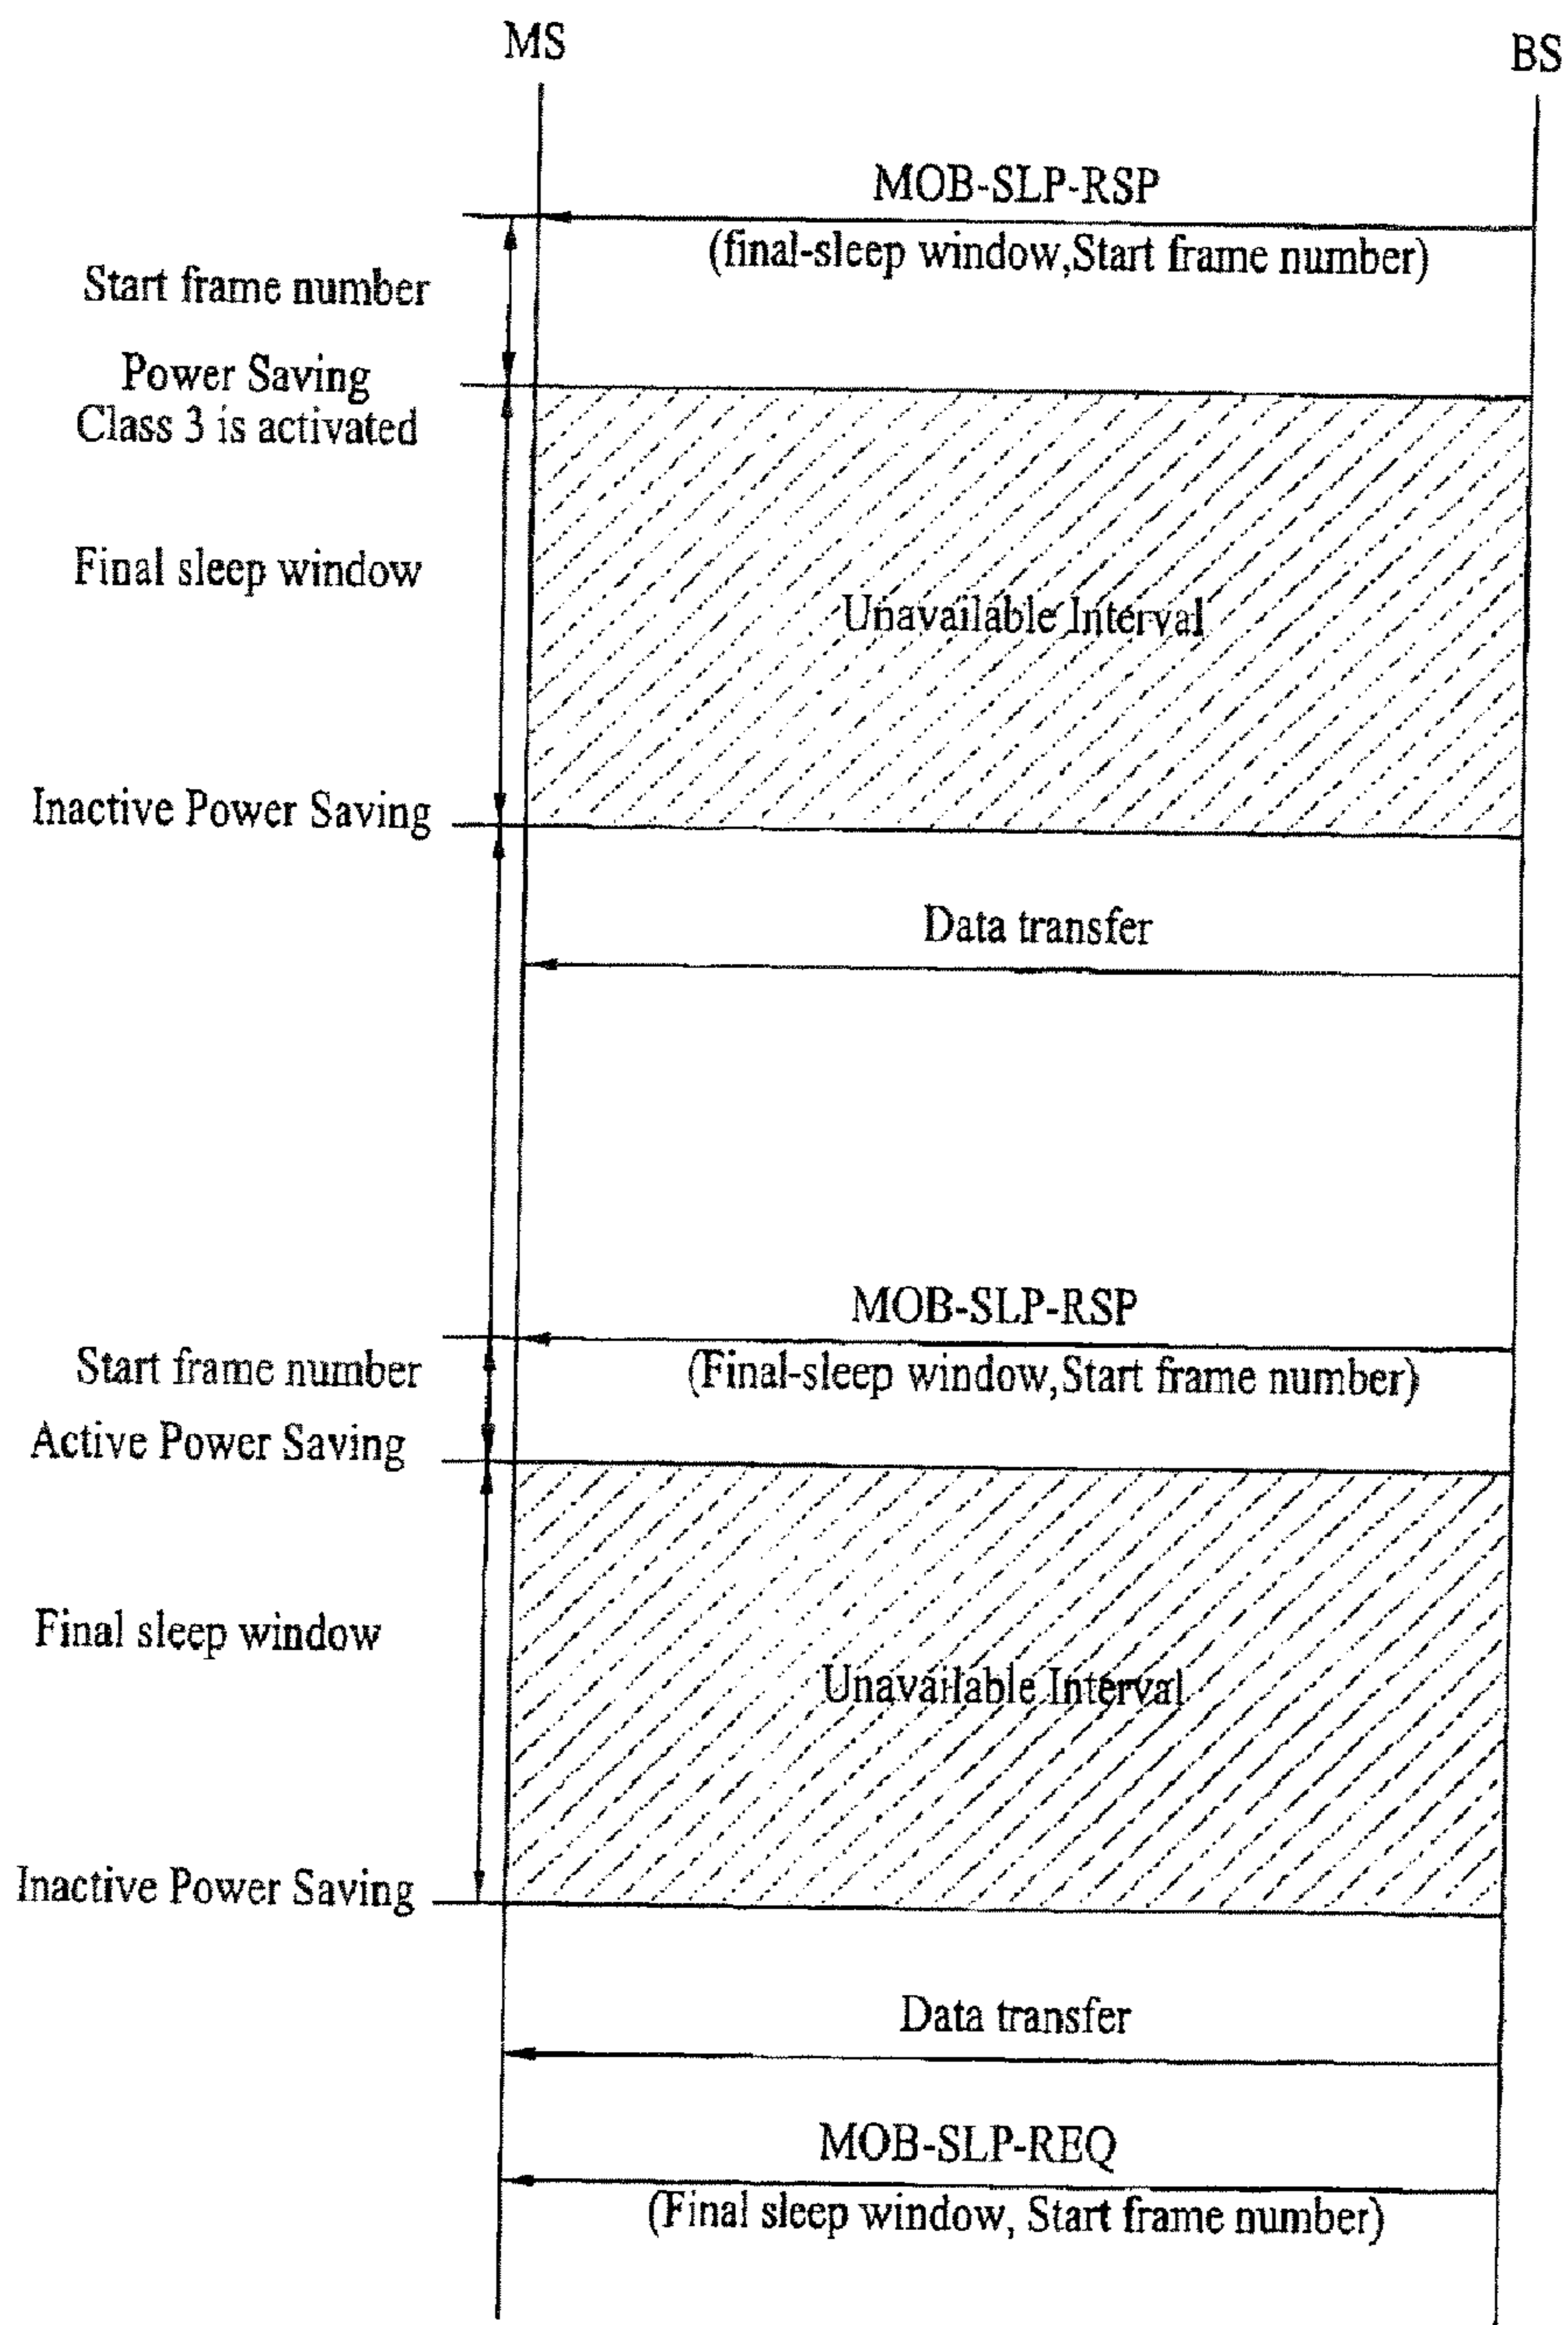 MS
BS
MOB-SLP-RSP
(final-sleep window,Start frame number)
Start frame number
Power Saving
Class 3 is activated
Final sleep window
Unavailable Interval
Inactive Power Saving
Data transfer
MOB-SLP-RSP
(Final-sleep window,Start frame number)
Start frame number
Active Power Saving
Final sleep window
Unavailable Interval
Inactive Power Saving
Data transfer
MOB-SLP-REQ
(Final sleep window, Start frame number)